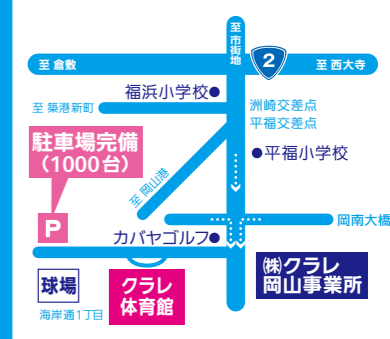 至市街地
至 倉敷
2
至 西大寺
福浜小学校
至 築港新町
洲崎交差点
平福交差点
駐車場完備
(1000台)
平福小学校
至 岡山港
P
岡南大橋
カバヤゴルフ
球場
クラレ
体育館
㈱クラレ
岡山事業所
海岸通1丁目